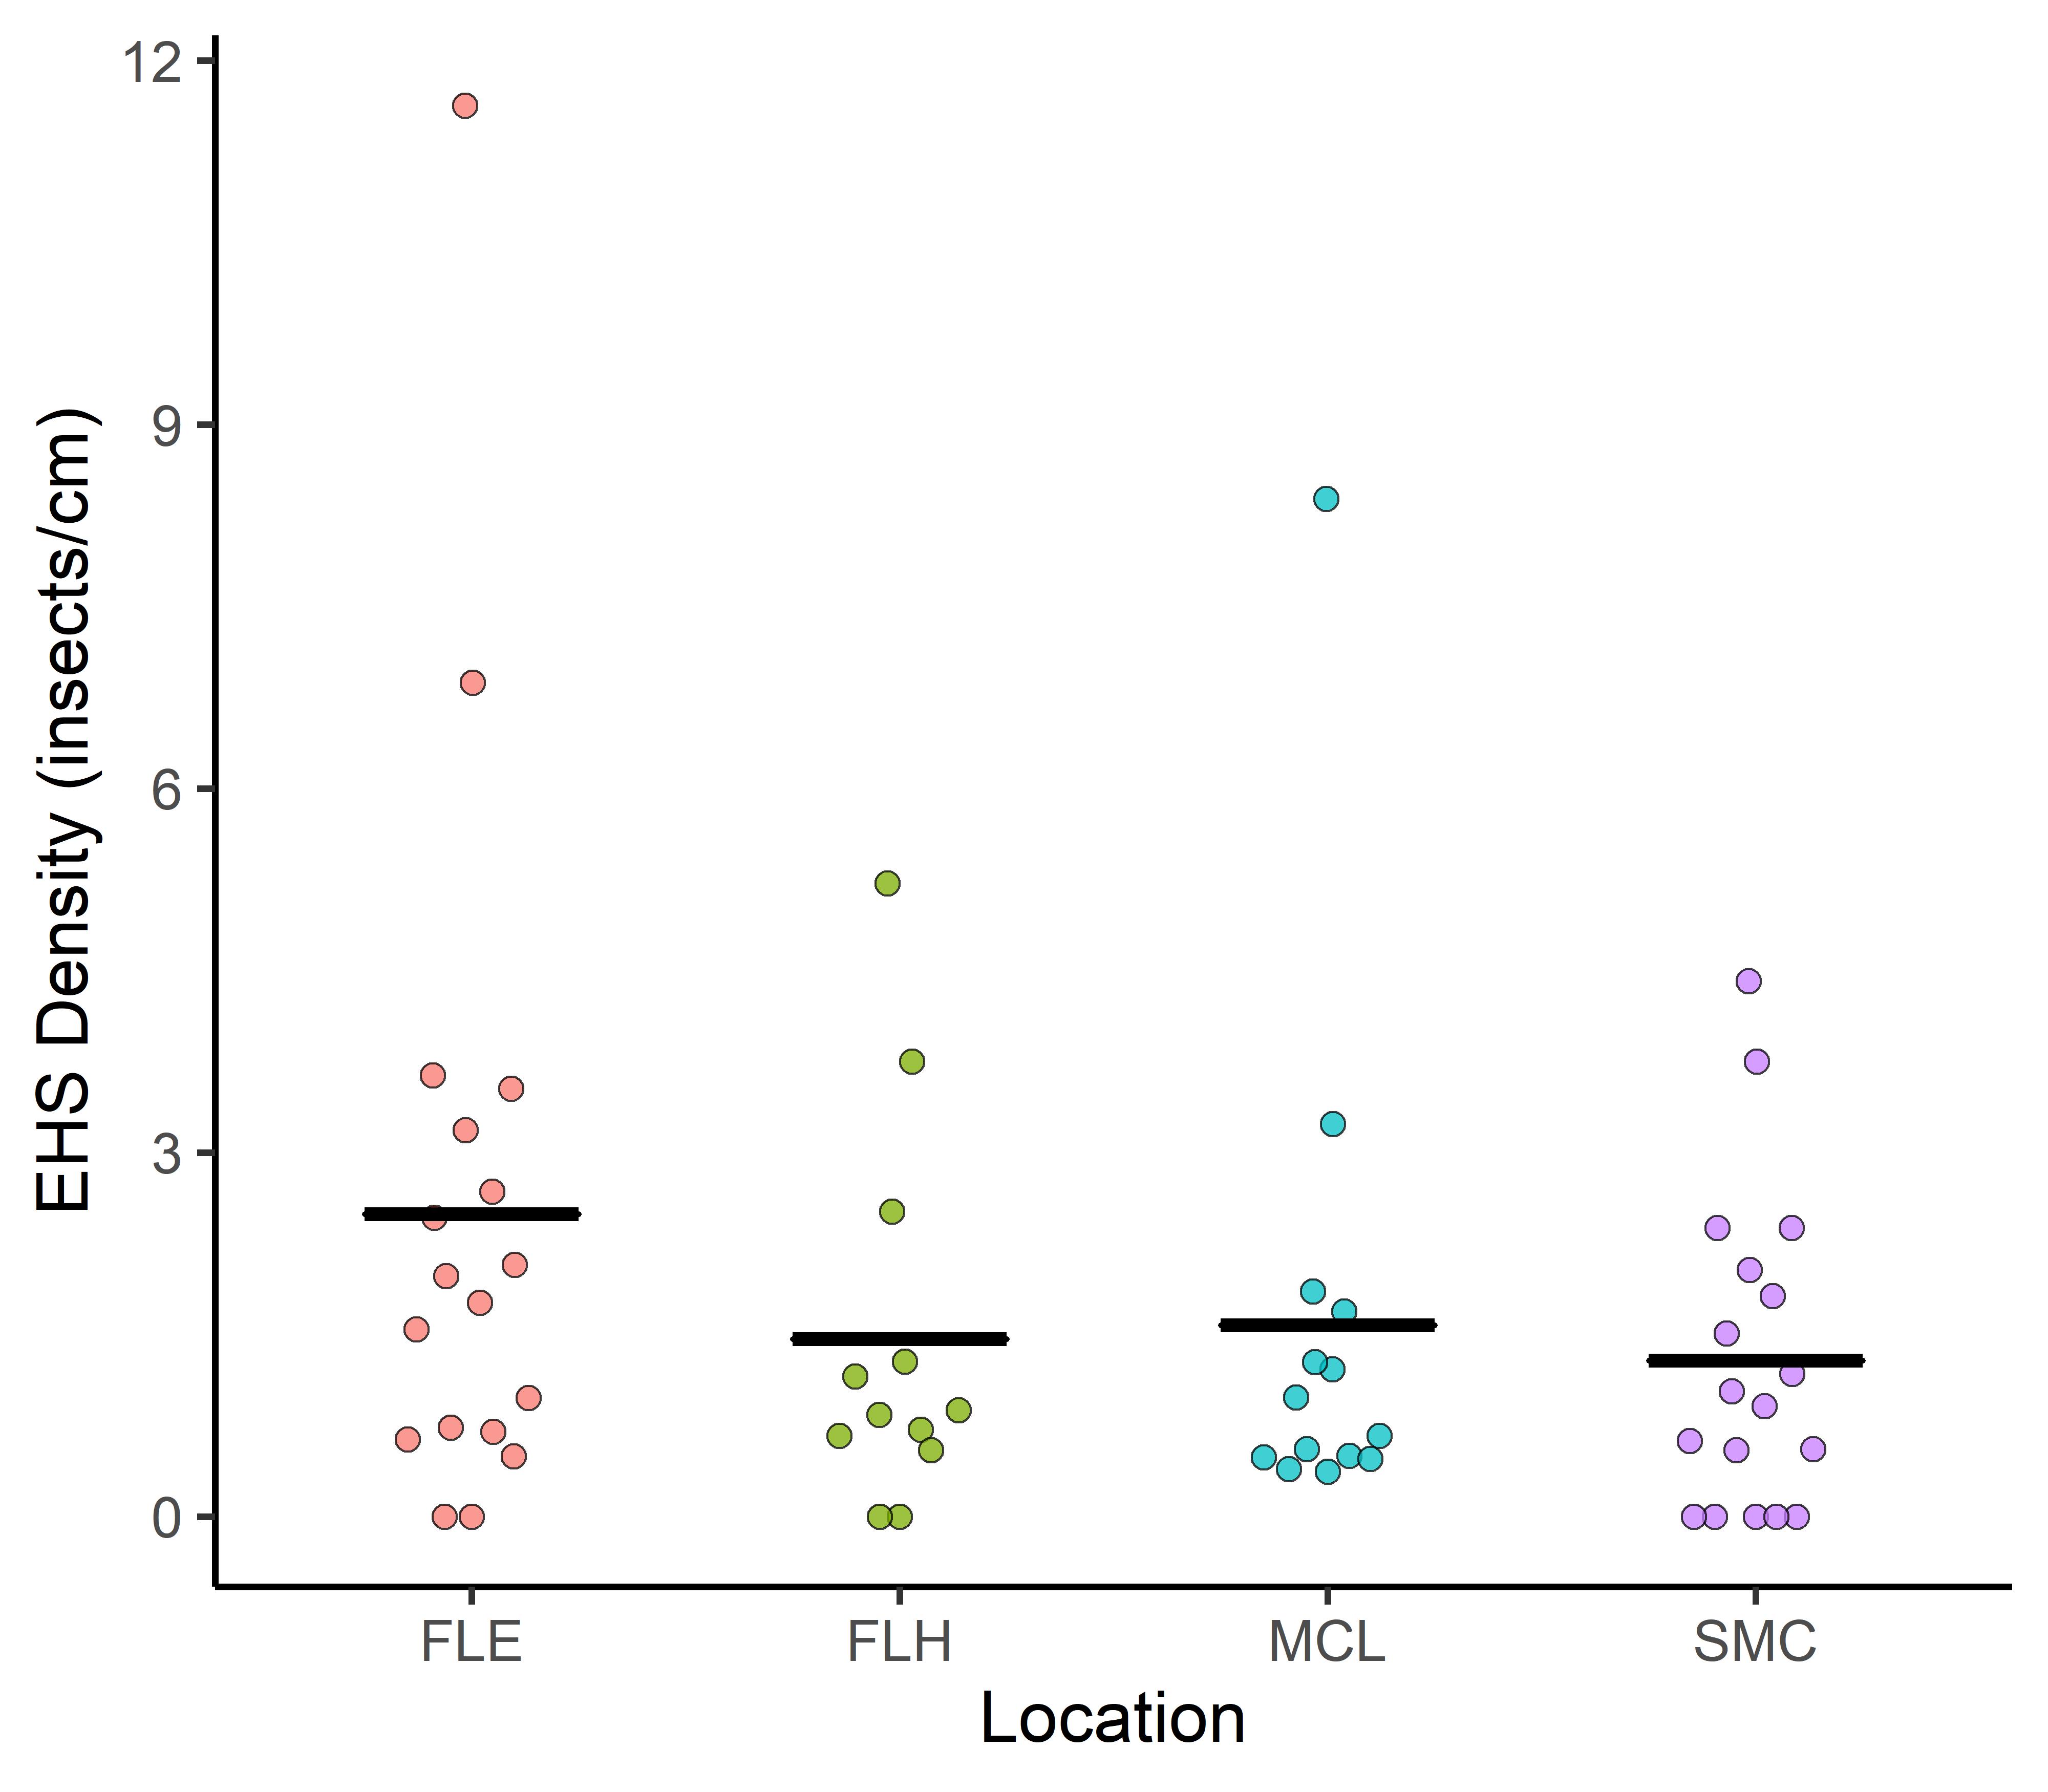 EHS Density (insects/cm)
12
9
6
3
0
FLE FLH MCL SMC
Location